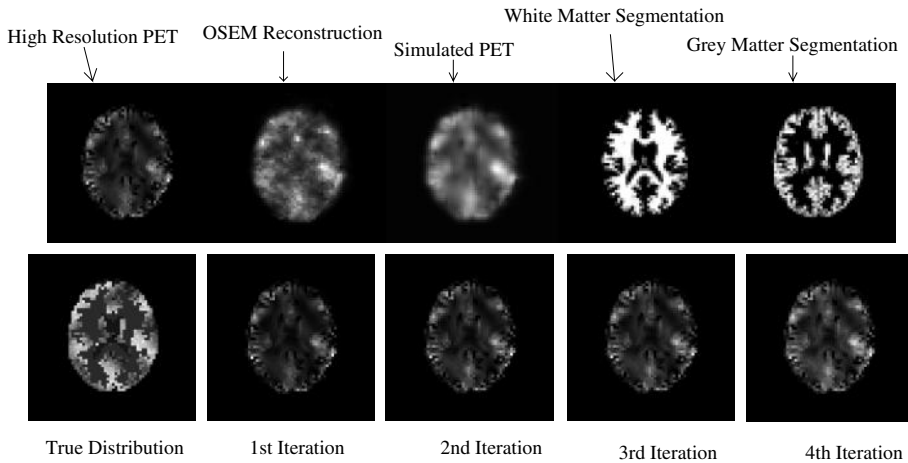 High Resolution PET
OSEM Reconstruction
Simulated PET
White Matter Segmentation
Grey Matter Segmentation
True Distribution
1st Iteration
2nd Iteration
3rd Iteration
4th Iteration